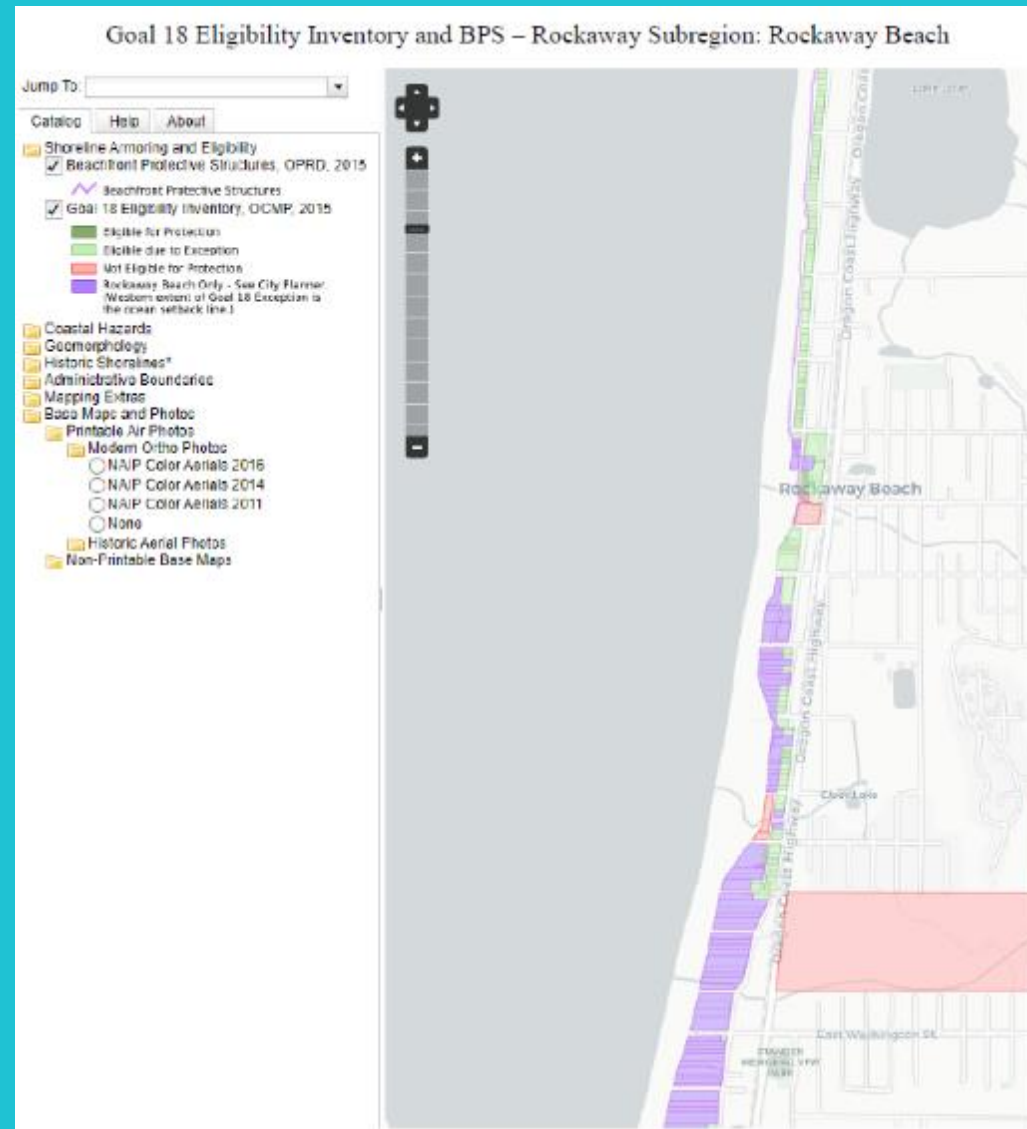 Goal 18 Eligibility Inventory and BPS – Rockaway Subregion: Rockaway Beach
Jump To:
Catalog Help About
Shoreline Armoring and Eligibility
Beachfront Protective Structures, OPRD, 2015
Beachfront Protective Structures
Goal 18 Eligibility Inventory, OCMP, 2015
Eligible for Protection
Eligible due to Exception
Not Eligible for Protection
Rockaway Beach Only - See City Planner.
(Western extent of Goal 18 Exception is
the ocean setback line.)
Coastal Hazards
Geomorphology
Historic Shorelines*
Administrative Boundaries
Mapping Extras
Base Maps and Photos
Printable Air Photos
Modern Ortho Photos
NAIP Color Aerials 2016
NAIP Color Aerials 2014
NAIP Color Aerials 2011
None
Historic Aerial Photos
Non-Printable Base Maps
Oregon Coast Highway
Oregon Coast
Rockaway Beach
Oregon Coast Highway
Clear Lake
Oregon Coast Highway
East Washington St.
MEMORIAL VFW
PARK